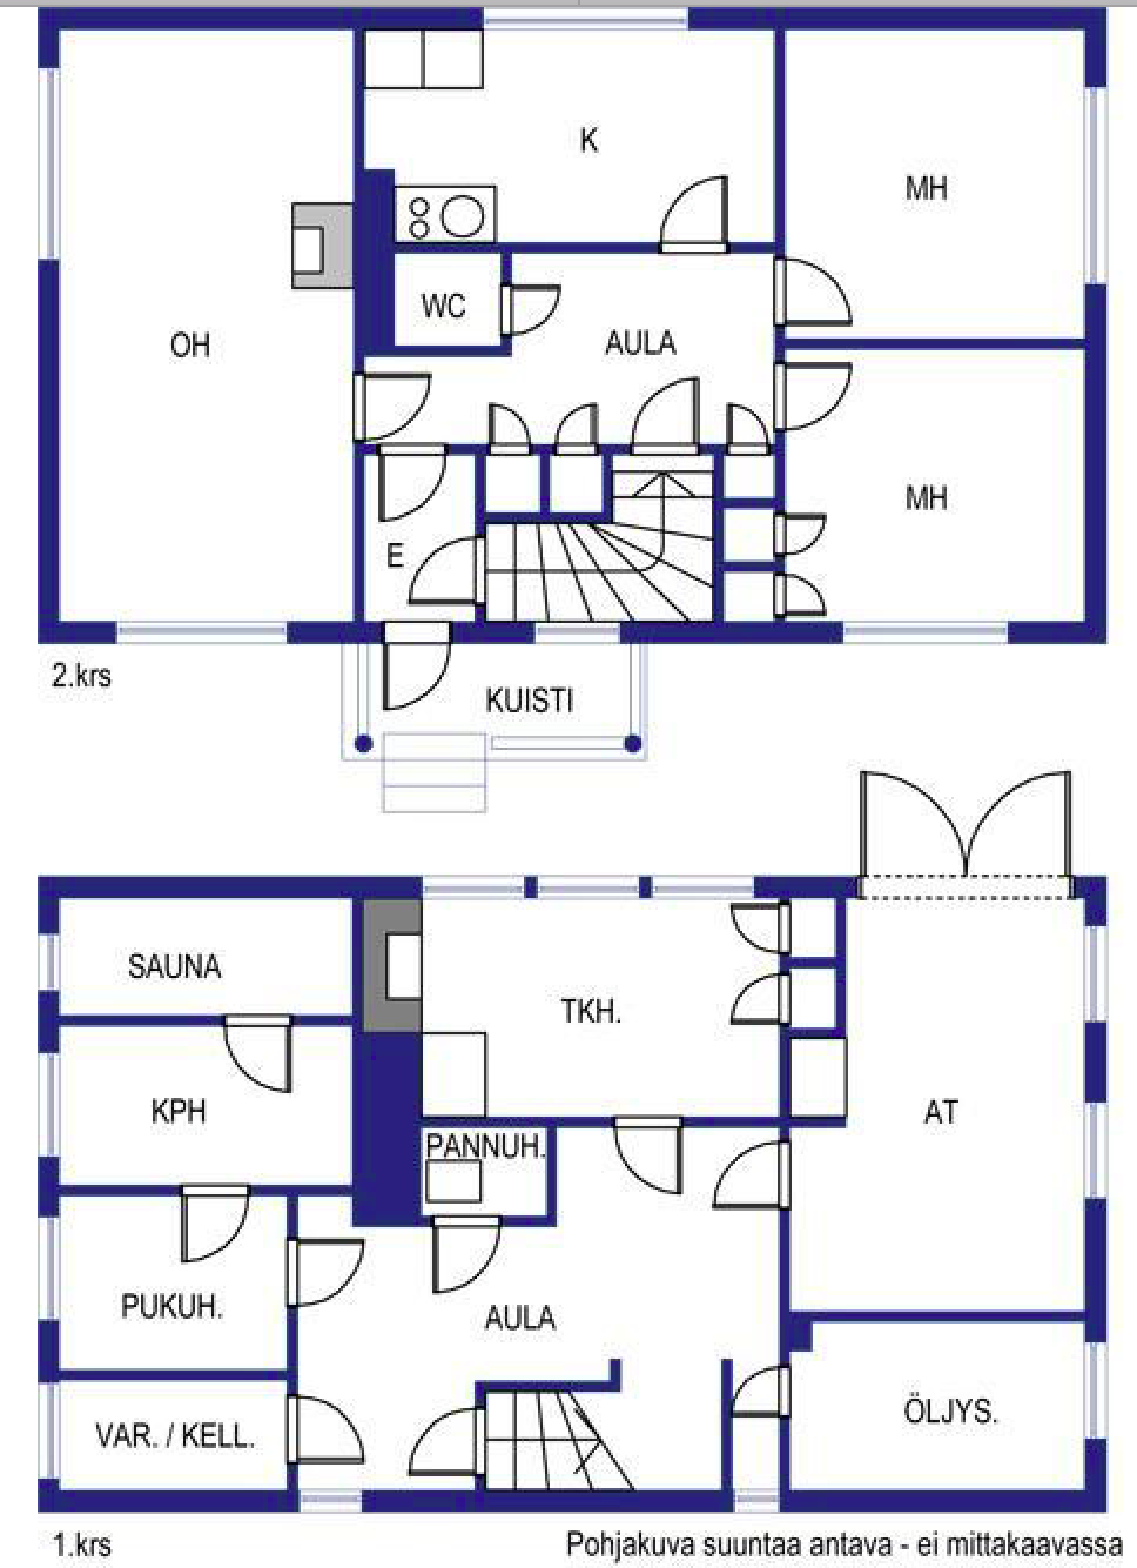 K
MH
WC
OH
AULA
MH
E
2.krs
KUISTI
SAUNA
TKH.
KPH
AT
PANNUH.
PUKUH.
AULA
VAR. / KELL.
ÖLJYS.
1.krs
Pohjakuva suuntaa antava - ei mittakaavassa